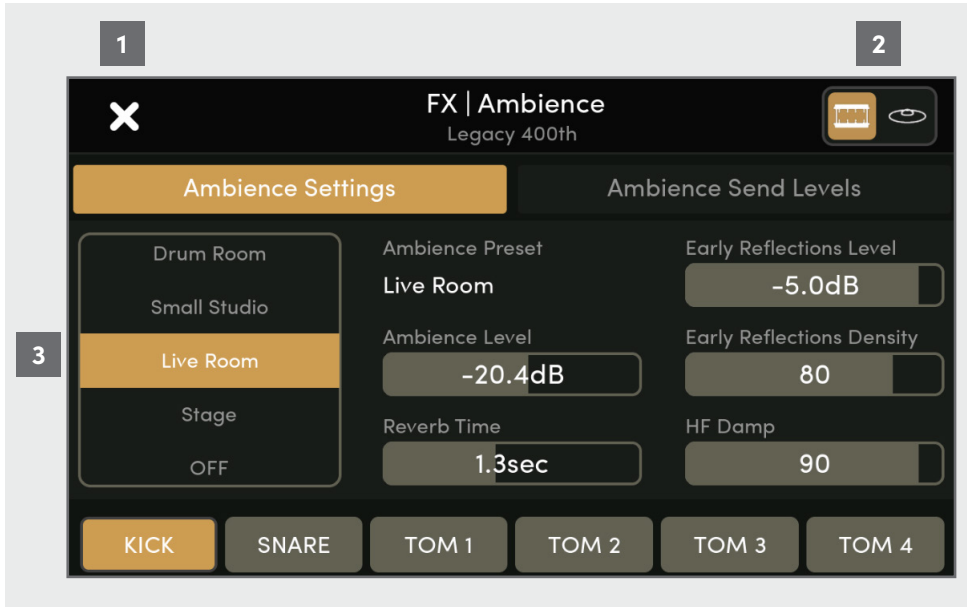 1
2
FX | Ambience
Legacy 400th
Ambience Settings
Ambience Send Levels
3
Drum Room
Small Studio
Live Room
Stage
OFF
Ambience Preset
Live Room
Ambience Level
-20.4dB
Reverb Time
1.3sec
Early Reflections Level
-5.0dB
Early Reflections Density
80
HF Damp
90
KICK
SNARE
TOM 1
TOM 2
TOM 3
TOM 4